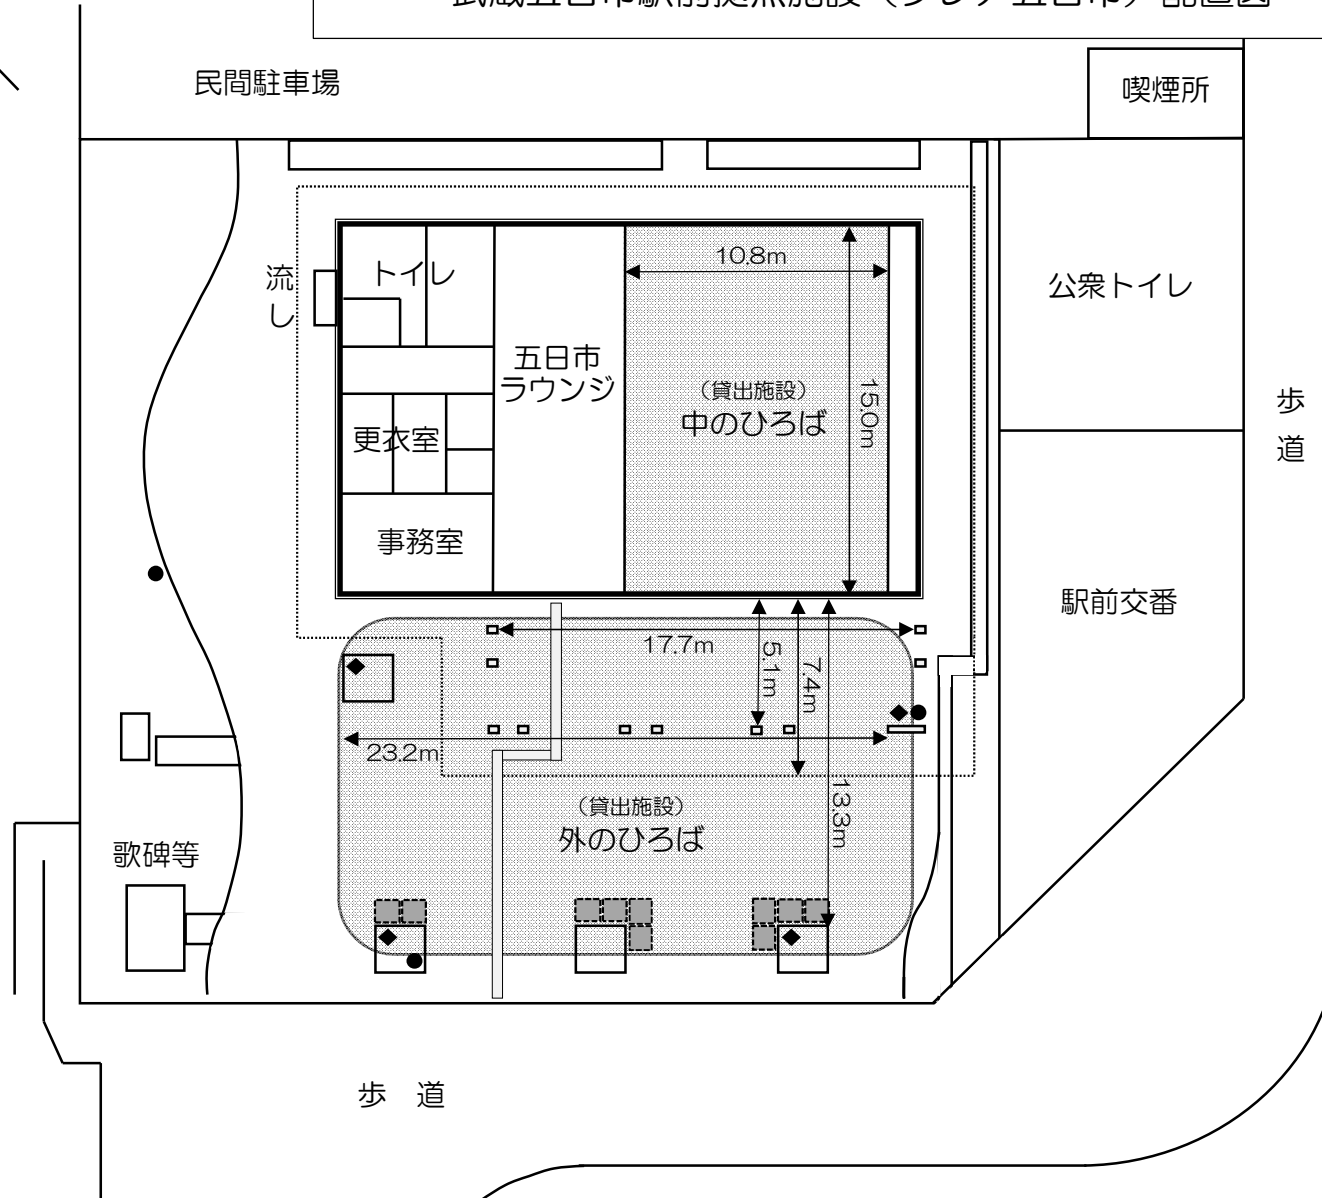 民間駐車場
喫煙所
流し
トイレ
10.8m
公衆トイレ
五日市
ラウンジ
（貸出施設）
中のひろば
15.0m
歩道
更衣室
事務室
駅前交番
17.7m
5.1m
7.4m
23.2m
13.3m
（貸出施設）
外のひろば
歌碑等
歩 道